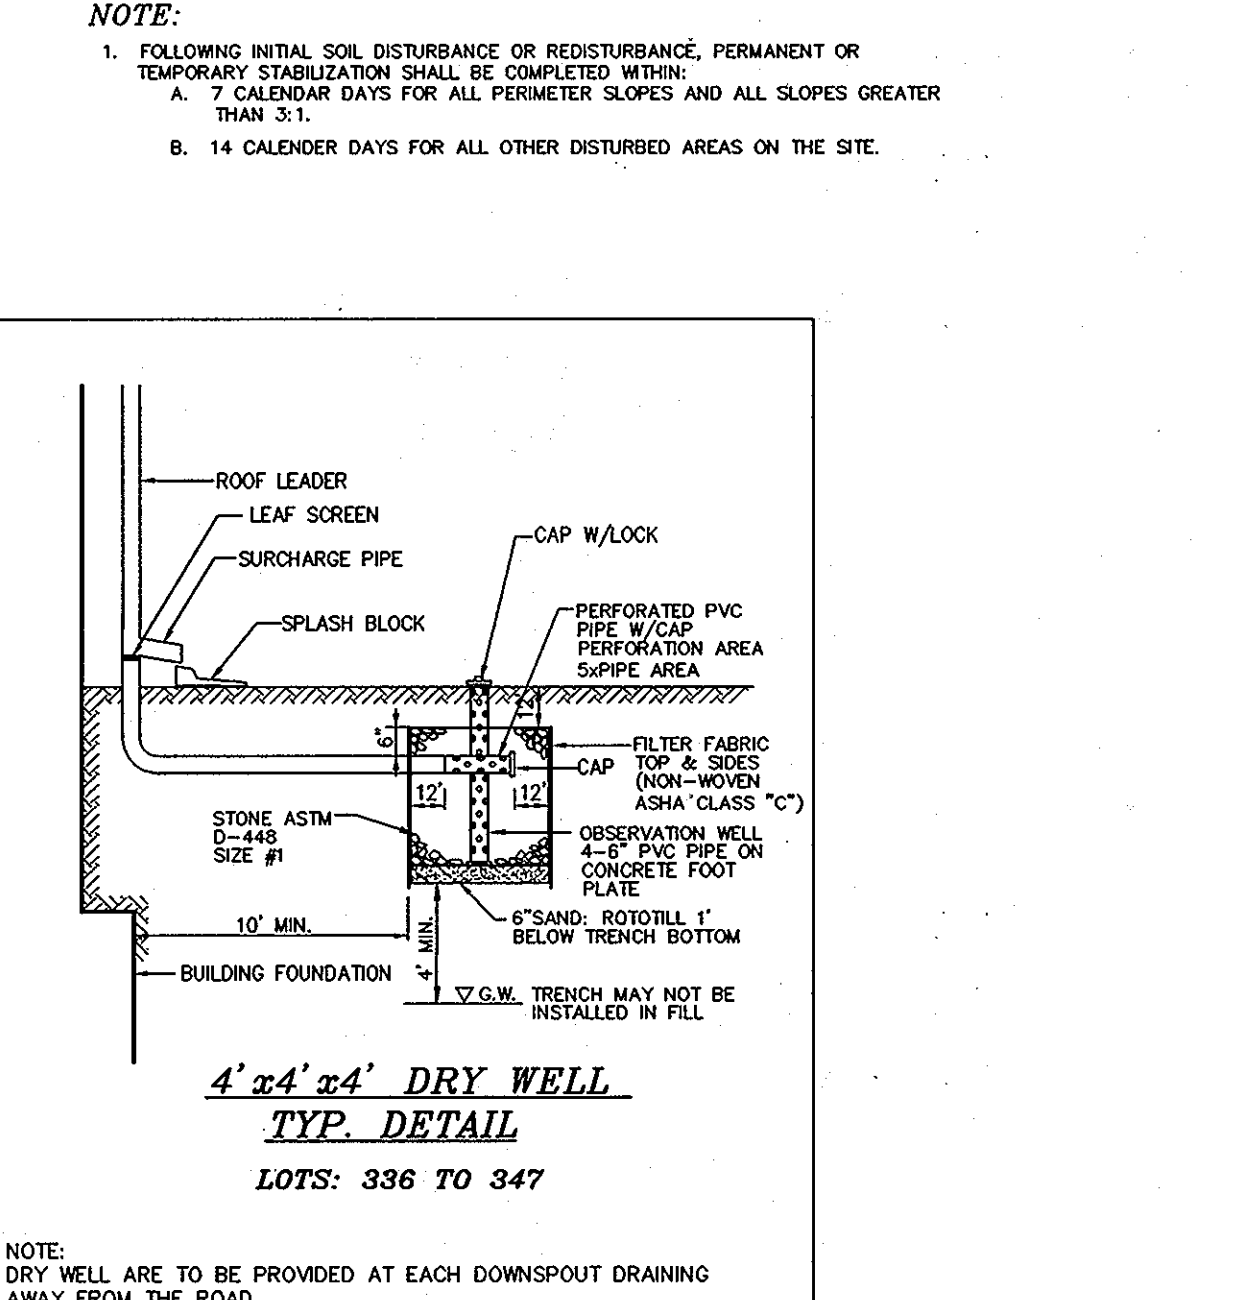 NOTE:
1. FOLLOWING INITIAL SOIL DISTURBANCE OR REDISTURBANCE, PERMANENT OR
TEMPORARY STABILIZATION SHALL BE COMPLETED WITHIN:
A. 7 CALENDAR DAYS FOR ALL PERIMETER SLOPES AND ALL SLOPES GREATER
THAN 3:1.
B. 14 CALENDER DAYS FOR ALL OTHER DISTURBED AREAS ON THE SITE.
ROOF LEADER
LEAF SCREEN
SURCHARGE PIPE
SPLASH BLOCK
CAP W/LOCK
PERFORATED PVC
PIPE W/CAP
PERFORATION AREA
5xPIPE AREA
12"
6"
FILTER FABRIC
TOP & SIDES
(NON-WOVEN
ASHA CLASS "C")
CAP
12'
12'
STONE ASTM
D-448
SIZE #1
OBSERVATION WELL
4-6" PVC PIPE ON
CONCRETE FOOT
PLATE
6"SAND: ROTOTILL 1'
BELOW TRENCH BOTTOM
10' MIN.
4' MIN.
BUILDING FOUNDATION
G.W.
TRENCH MAY NOT BE
INSTALLED IN FILL
4'x4'x4' DRY WELL
TYP. DETAIL
LOTS: 336 TO 347
NOTE:
DRY WELL ARE TO BE PROVIDED AT EACH DOWNSPOUT DRAINING
AWAY FROM THE ROAD